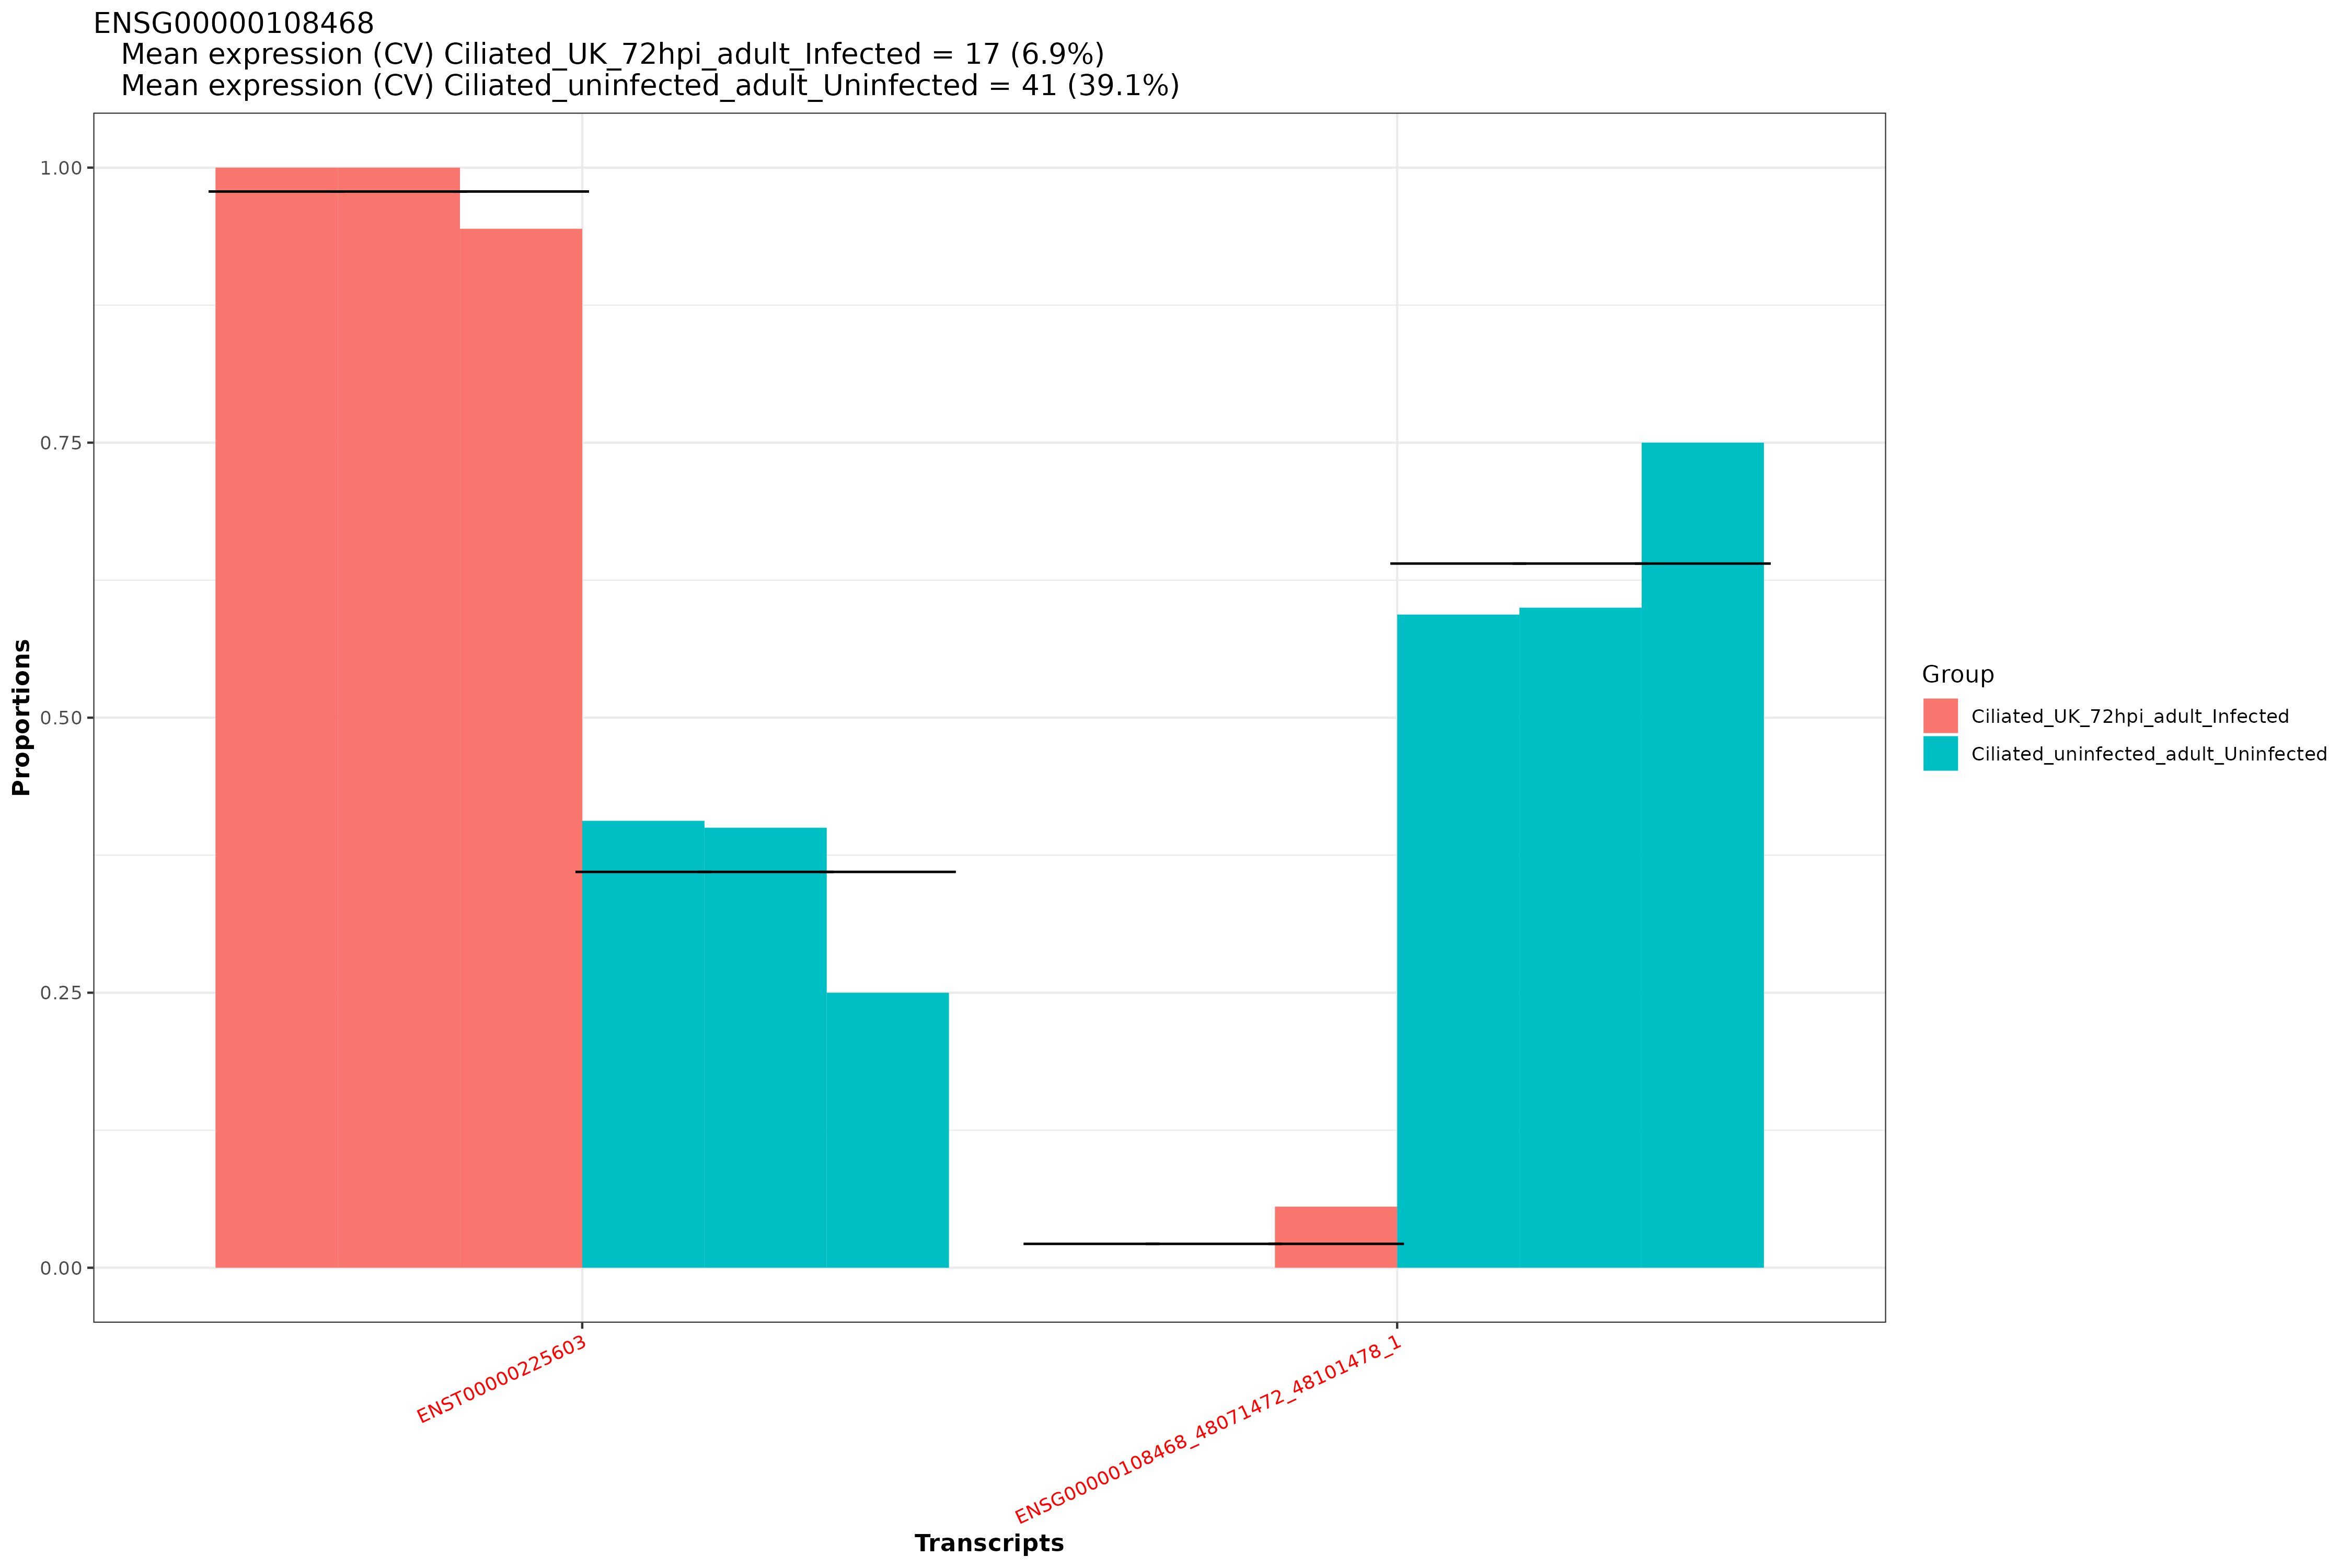 ENSG00000108468
Mean expression (CV) Ciliated_UK_72hpi_adult_Infected = 17 (6.9%)
Mean expression (CV) Ciliated_uninfected_adult_Uninfected = 41 (39.1%)
1.00
0.75
0.50
0.25
0.00
Proportions
ENST00000225603
ENSG00000108468_48071472_48101478_1
Transcripts
Group
Ciliated_UK_72hpi_adult_Infected
Ciliated_uninfected_adult_Uninfected